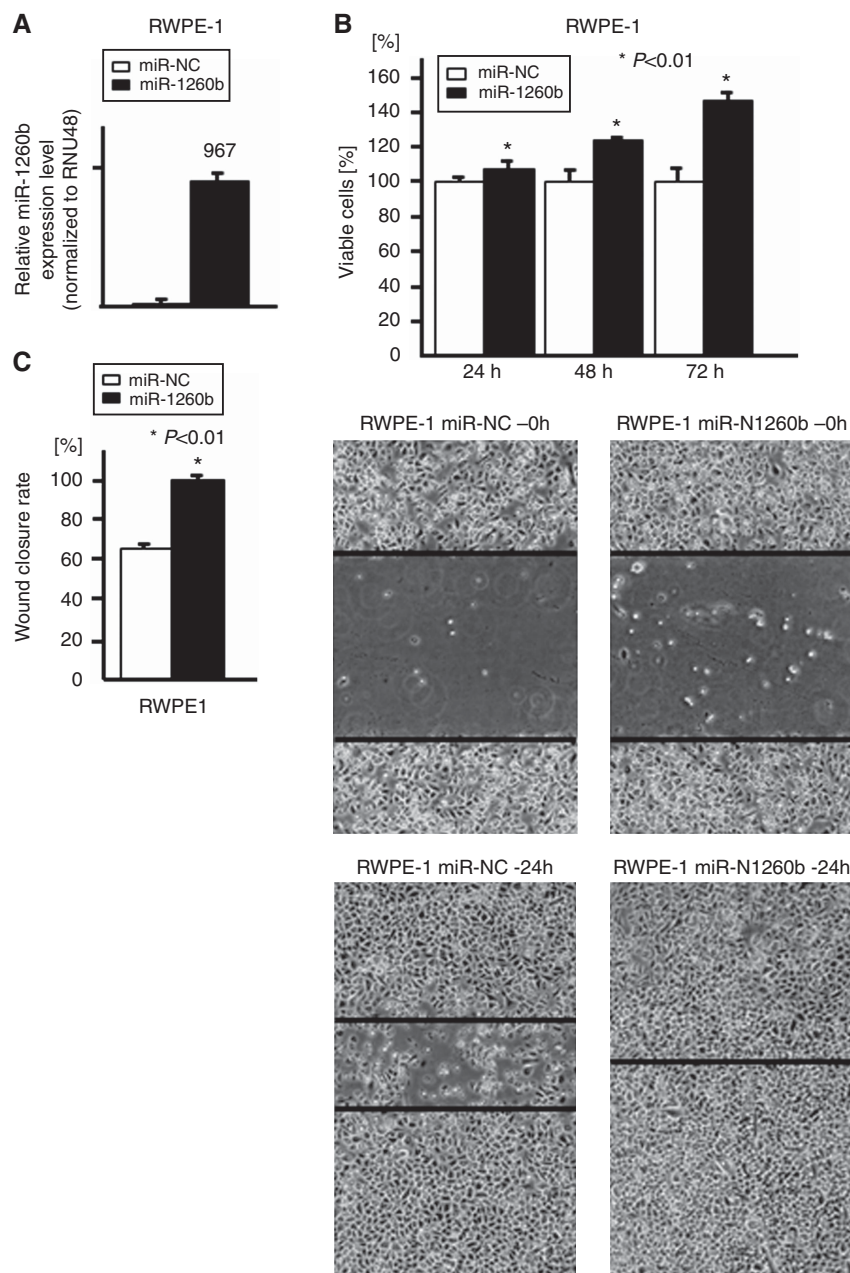 A
RWPE-1
miR-NC
miR-1260b
967
Relative miR-1260b
expression level
(normalized to RNU48)
B
RWPE-1
[%]
* P<0.01
miR-NC
miR-1260b
160
140
120
100
80
60
40
20
0
Viable cells [%]
*
*
*
24 h
48 h
72 h
C
miR-NC
miR-1260b
* P<0.01
[%]
*
100
80
60
40
20
0
Wound closure rate
RWPE1
RWPE-1 miR-NC –0h
RWPE-1 miR-N1260b –0h
RWPE-1 miR-NC -24h
RWPE-1 miR-N1260b -24h